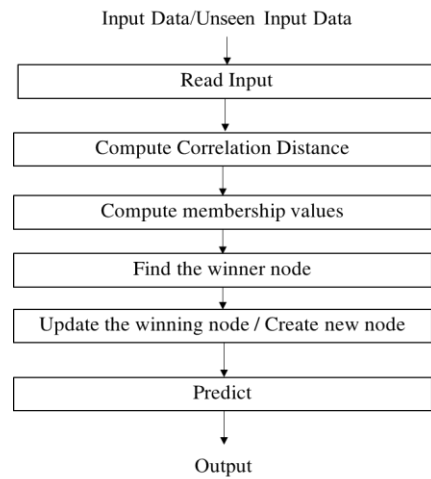 Input Data/Unseen Input Data
Read Input
Compute Correlation Distance
Compute membership values
Find the winner node
Update the winning node / Create new node
Predict
Output